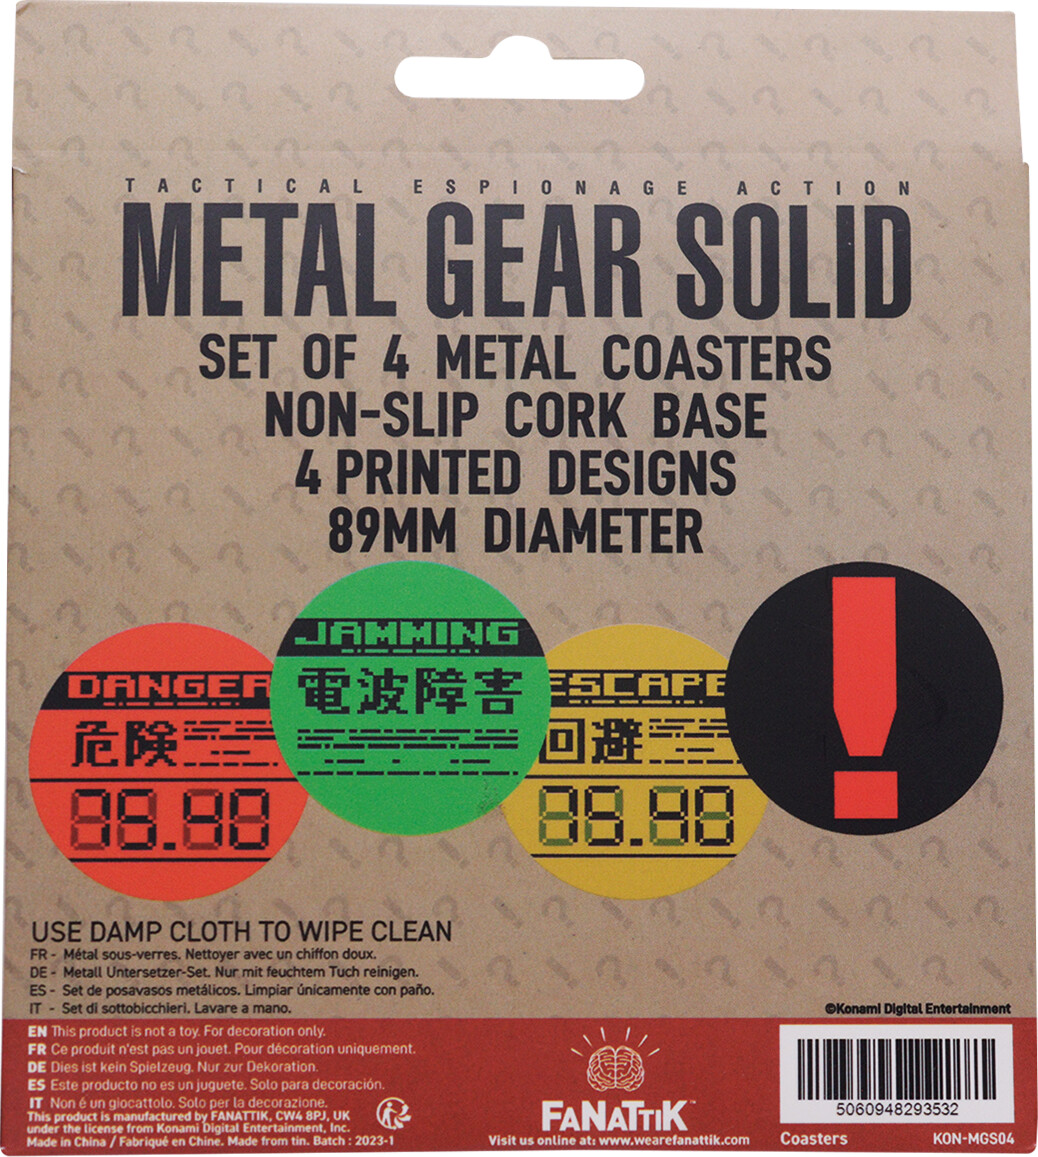 TACTICAL ESPIONAGE ACTION
METAL GEAR SOLID
SET OF 4 METAL COASTERS
NON-SLIP CORK BASE
4 PRINTED DESIGNS
89MM DIAMETER
DANGER
危険
JAMMING
電波障害
ESCAPE
回避
!
USE DAMP CLOTH TO WIPE CLEAN
FR - Métal sous-verres. Nettoyer avec un chiffon doux.
DE - Metall Untersetzer-Set. Nur mit feuchtem Tuch reinigen.
ES - Set de posavasos metálicos. Limpiar únicamente con paño.
IT - Set di sottobicchieri. Lavare a mano.
©Konami Digital Entertainment
EN This product is not a toy. For decoration only.
FR Ce produit n'est pas un jouet. Pour décoration uniquement.
DE Dies ist kein Spielzeug. Nur zur Dekoration.
ES Este producto no es un juguete. Solo para decoración.
IT Non é un giocattolo. Solo per la decorazione.
This product is manufactured by FANATTIK, CW4 8PJ, UK
under the license from Konami Digital Entertainment, Inc.
Made in China / Fabriqué en Chine. Made from tin. Batch : 2023-1
FANATTIK™
Visit us online at: www.wearefanattik.com
5060948293532
Coasters KON-MGS04